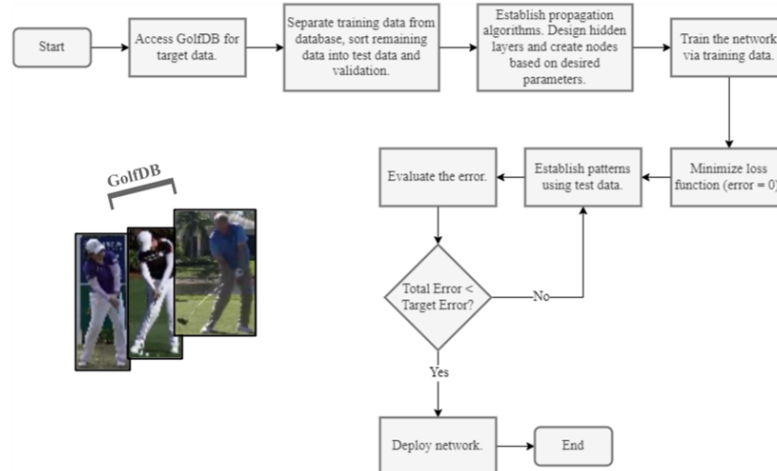 Start
Access GolfDB for
target data.
Separate training data from
database, sort remaining
data into test data and
validation.
Establish propagation
algorithms. Design hidden
layers and create nodes
based on desired
parameters.
Train the network
via training data.
Minimize loss
function (error = 0)
Establish patterns
using test data.
Evaluate the error.
GolfDB
Total Error <
Target Error?
No
Yes
Deploy network.
End